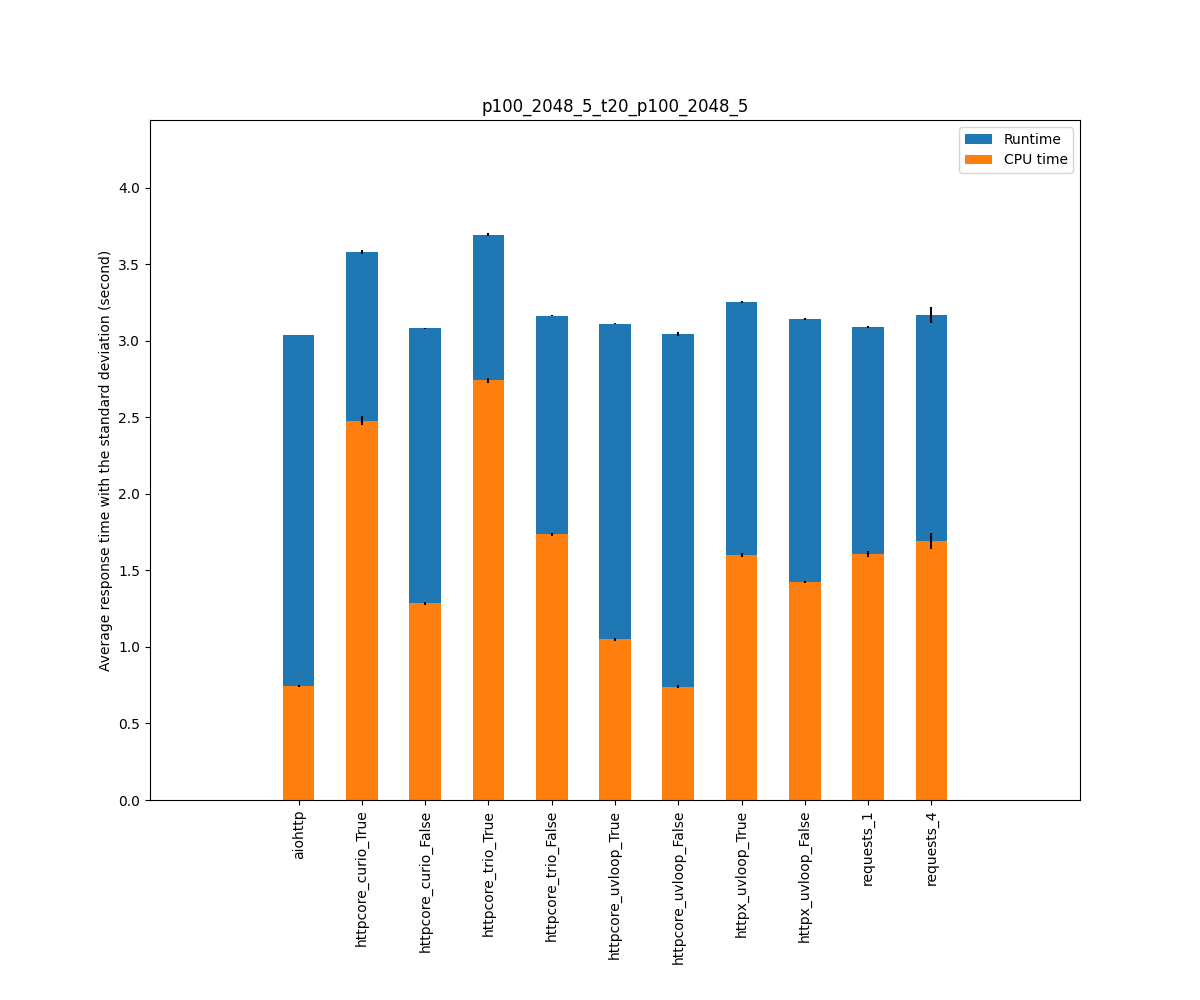 p100_2048_5_t20_p100_2048_5
Runtime
CPU time
Average response time with the standard deviation (second)
4.0
3.5
3.0
2.5
2.0
1.5
1.0
0.5
0.0
aiohttp
httpcore_curio_True
httpcore_curio_False
httpcore_trio_True
httpcore_trio_False
httpcore_uvloop_True
httpcore_uvloop_False
httpx_uvloop_True
httpx_uvloop_False
requests_1
requests_4